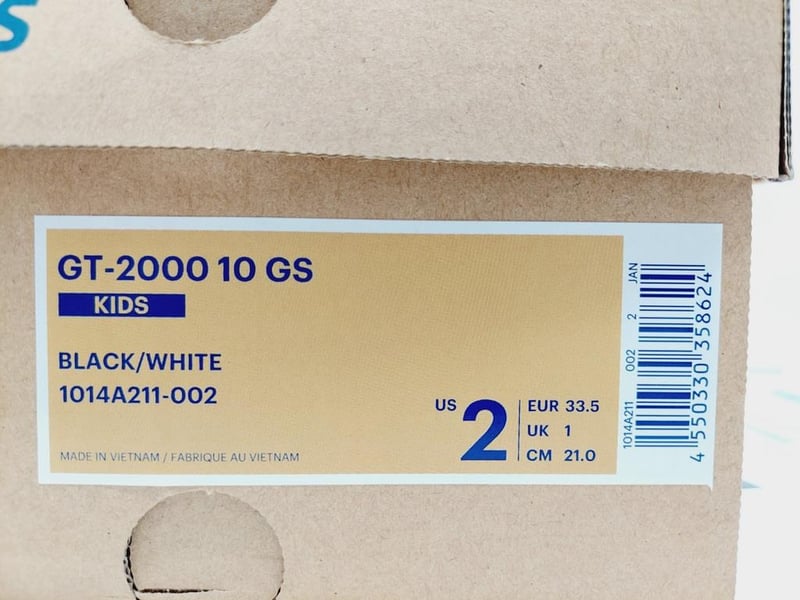 s
GT-2000 10 GS
KIDS
BLACK/WHITE
1014A211-002
MADE IN VIETNAM / FABRIQUE AU VIETNAM
US 2
EUR 33.5
UK 1
CM 21.0
1014A211 002 2 JAN
4 550330 358624